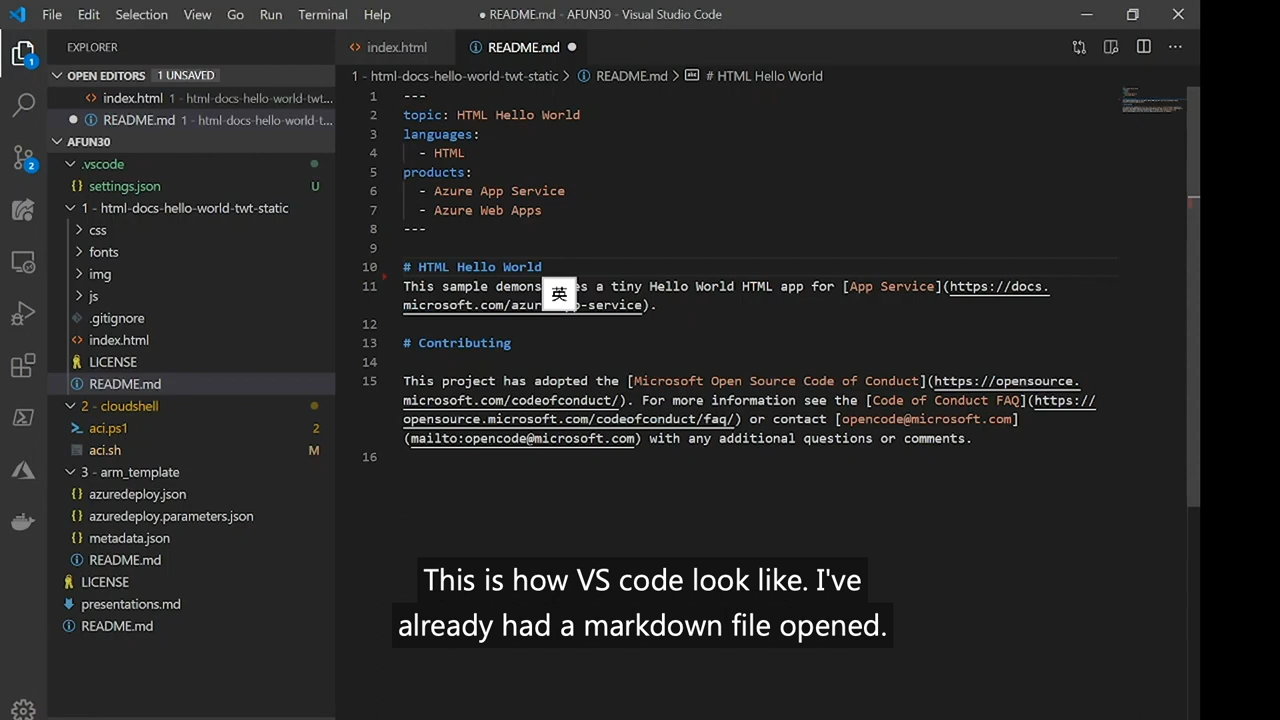 File Edit Selection View Go Run Terminal Help
● README.md - AFUN30 - Visual Studio Code
EXPLORER
OPEN EDITORS 1 UNSAVED
index.html 1 - html-docs-hello-world-twt...
● README.md 1 - html-docs-hello-world-t...
AFUN30
.vscode
settings.json U
1 - html-docs-hello-world-twt-static
css
fonts
img
js
.gitignore
index.html
LICENSE
README.md
2 - cloudshell
aci.ps1 2
aci.sh M
3 - arm_template
azuredeploy.json
azuredeploy.parameters.json
metadata.json
README.md
LICENSE
presentations.md
README.md
1
2
index.html README.md ●
1 - html-docs-hello-world-twt-static > README.md > # HTML Hello World
1 ---
2 topic: HTML Hello World
3 languages:
4 - HTML
5 products:
6 - Azure App Service
7 - Azure Web Apps
8 ---
9
10 # HTML Hello World
11 This sample demons es a tiny Hello World HTML app for [App Service](https://docs.
microsoft.com/azur p-service).
英
12
13 # Contributing
14
15 This project has adopted the [Microsoft Open Source Code of Conduct](https://opensource.
microsoft.com/codeofconduct/). For more information see the [Code of Conduct FAQ](https://
opensource.microsoft.com/codeofconduct/faq/) or contact [opencode@microsoft.com]
(mailto:opencode@microsoft.com) with any additional questions or comments.
16
This is how VS code look like. I've
already had a markdown file opened.